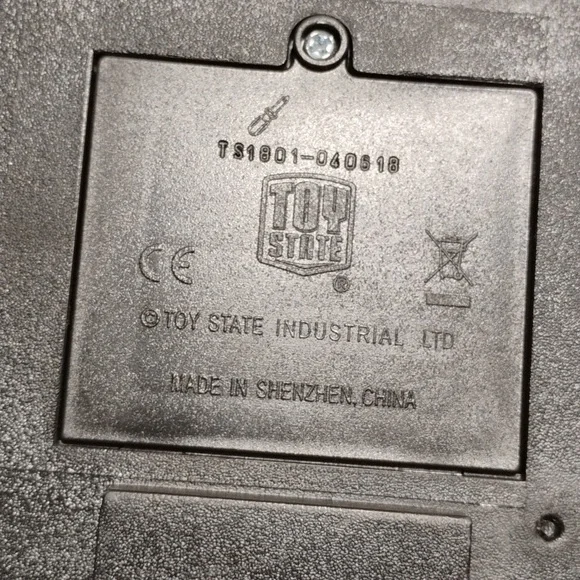 TS1801-040618
TOY
STATE
®
CE
© TOY STATE INDUSTRIAL LTD
MADE IN SHENZHEN, CHINA